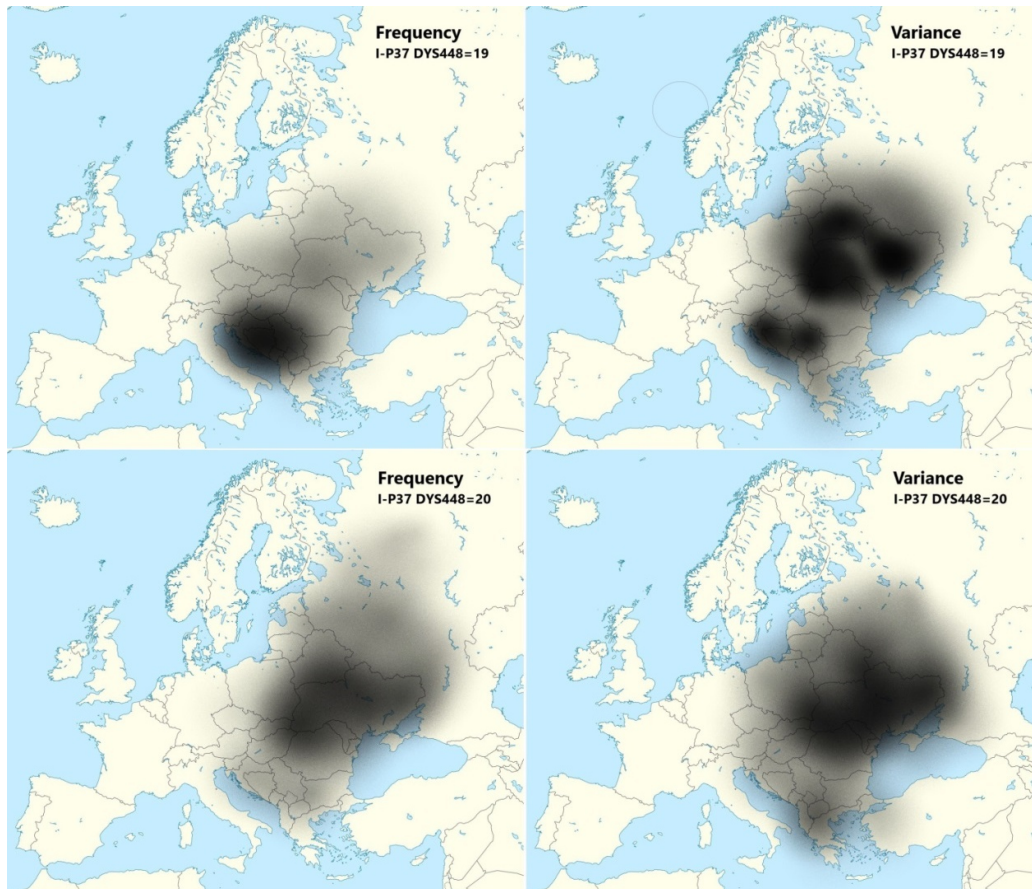 Frequency
I-P37 DYS448=19
Variance
I-P37 DYS448=19
Frequency
I-P37 DYS448=20
Variance
I-P37 DYS448=20